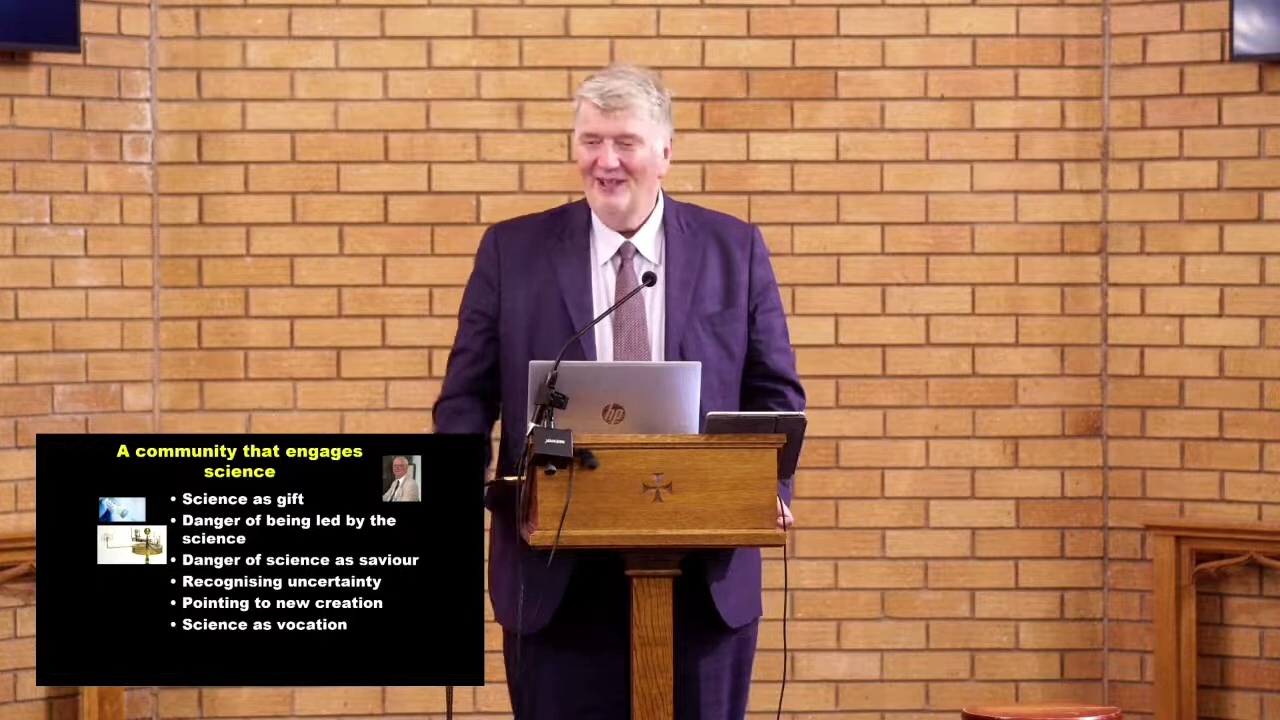 hp
A community that engages
science
• Science as gift
• Danger of being led by the
science
• Danger of science as saviour
• Recognising uncertainty
• Pointing to new creation
• Science as vocation